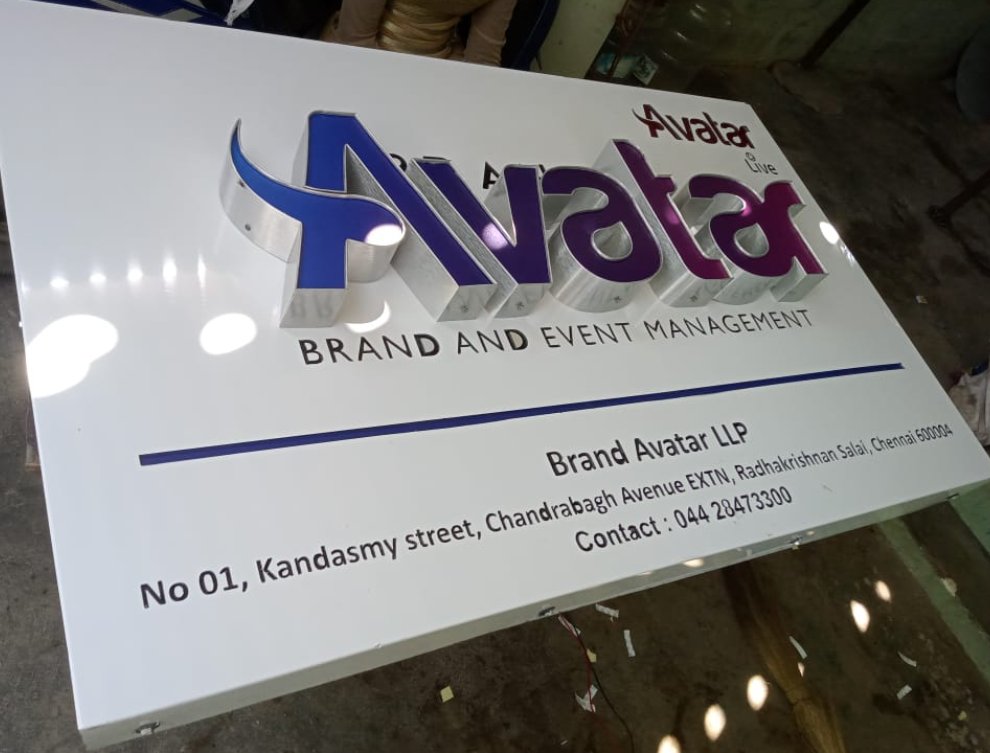 Avatar
Live
Avatar
BRAND AND EVENT MANAGEMENT
Brand Avatar LLP
No 01, Kandasmy street, Chandrabagh Avenue EXTN, Radhakrishnan Salai, Chennai 600004
Contact : 044 28473300